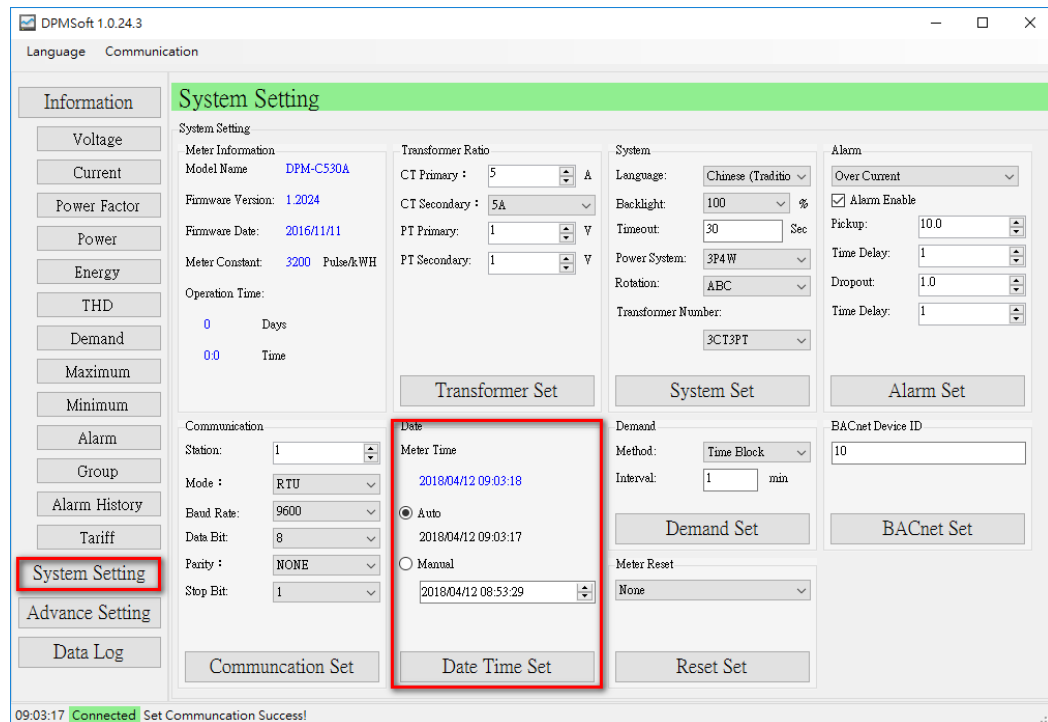 DPMSoft 1.0.24.3
Language Communication
Information
Voltage
Current
Power Factor
Power
Energy
THD
Demand
Maximum
Minimum
Alarm
Group
Alarm History
Tariff
System Setting
Advance Setting
Data Log
System Setting
System Setting
Meter Information
Model Name DPM-C530A
Firmware Version: 1.2024
Firmware Date: 2016/11/11
Meter Constant: 3200 Pulse/kWH
Operation Time:
0 Days
0:0 Time
Transformer Ratio
CT Primary : 5 A
CT Secondary : 5A
PT Primary: 1 V
PT Secondary: 1 V
Transformer Set
System
Language: Chinese (Traditio
Backlight: 100 %
Timeout: 30 Sec
Power System: 3P4W
Rotation: ABC
Transformer Number:
3CT3PT
System Set
Alarm
Over Current
Alarm Enable
Pickup: 10.0
Time Delay: 1
Dropout: 1.0
Time Delay: 1
Alarm Set
Communication
Station: 1
Mode : RTU
Baud Rate: 9600
Data Bit: 8
Parity : NONE
Stop Bit: 1
Communcation Set
Date
Meter Time
2018/04/12 09:03:18
Auto
2018/04/12 09:03:17
Manual
2018/04/12 08:53:29
Date Time Set
Demand
Method: Time Block
Interval: 1 min
Demand Set
Meter Reset
None
Reset Set
BACnet Device ID
10
BACnet Set
09:03:17 Connected Set Communcation Success!